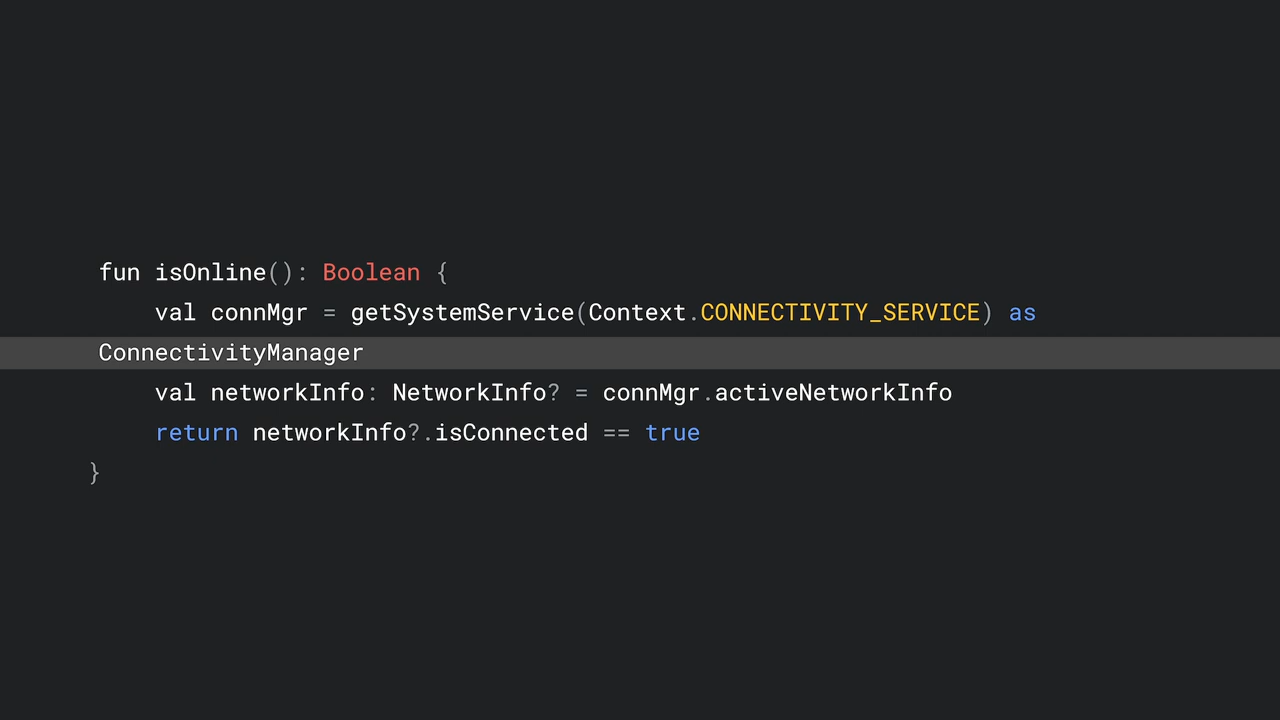 fun isOnline(): Boolean {
val connMgr = getSystemService(Context.CONNECTIVITY_SERVICE) as
ConnectivityManager
val networkInfo: NetworkInfo? = connMgr.activeNetworkInfo
return networkInfo?.isConnected == true
}